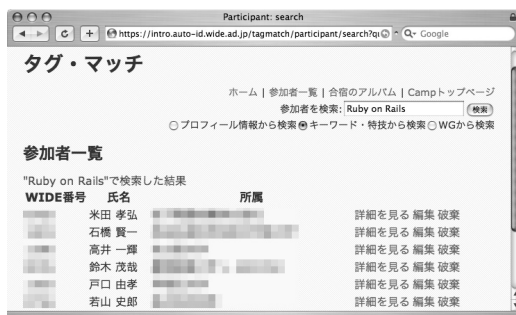 Participant: search
https://intro.auto-id.wide.ad.jp/tagmatch/participant/search?q Google
タグ・マッチ
ホーム | 参加者一覧 | 合宿のアルバム | Campトップページ
参加者を検索: Ruby on Rails 検索
プロフィール情報から検索 キーワード・特技から検索 WGから検索
参加者一覧
"Ruby on Rails"で検索した結果
WIDE番号 氏名 所属
米田 孝弘 詳細を見る 編集 破棄
石橋 賢一 詳細を見る 編集 破棄
高井 一輝 詳細を見る 編集 破棄
鈴木 茂哉 詳細を見る 編集 破棄
戸口 由孝 詳細を見る 編集 破棄
若山 史郎 詳細を見る 編集 破棄